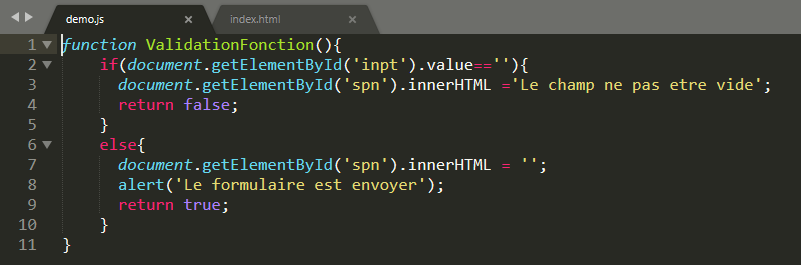 demo.js × index.html ×
1 function ValidationFonction(){
2 if(document.getElementById('inpt').value==''){
3 document.getElementById('spn').innerHTML ='Le champ ne pas etre vide';
4 return false;
5 }
6 else{
7 document.getElementById('spn').innerHTML = '';
8 alert('Le formulaire est envoyer');
9 return true;
10 }
11 }